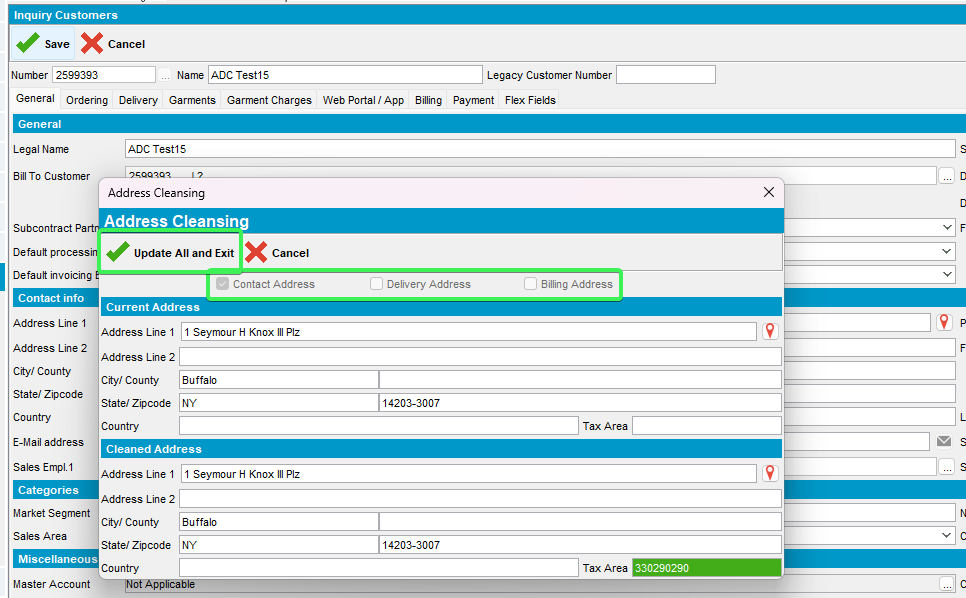 Inquiry Customers
Save Cancel
Number 2599393 ... Name ADC Test15 Legacy Customer Number
General Ordering Delivery Garments Garment Charges Web Portal / App Billing Payment Flex Fields
General
Legal Name ADC Test15 S
Bill To Customer 2599393 ... D
Address Cleansing
D
Address Cleansing
Subcontract Partn F
Update All and Exit Cancel
Default processin
Default invoicing E
Contact Address Delivery Address Billing Address
Contact info
Current Address
Address Line 1 P
Address Line 1 1 Seymour H Knox III Plz
Address Line 2 F
Address Line 2
City/ County
City/ County Buffalo
State/ Zipcode
State/ Zipcode NY 14203-3007
Country L
Country Tax Area
E-Mail address S
Cleaned Address
Sales Empl.1 ... S
Address Line 1 1 Seymour H Knox III Plz
Categories
Address Line 2
Market Segment N
City/ County Buffalo
Sales Area C
State/ Zipcode NY 14203-3007
Miscellaneous
Country Tax Area 330290290
Master Account Not Applicable ... C